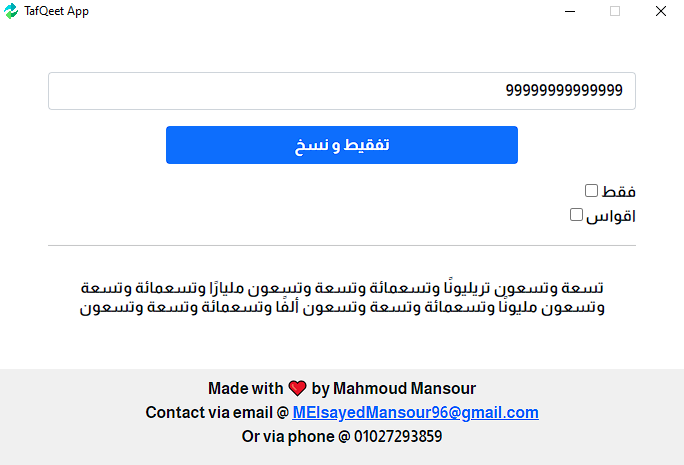 TafQeet App
99999999999999
تفقيط و نسخ
فقط
اقواس
تسعة وتسعون تريليونًا وتسعمائة وتسعة وتسعون مليارًا وتسعمائة وتسعة
وتسعون مليونًا وتسعمائة وتسعة وتسعون ألفًا وتسعمائة وتسعة وتسعون
Made with ❤️ by Mahmoud Mansour
Contact via email @ MElsayedMansour96@gmail.com
Or via phone @ 01027293859